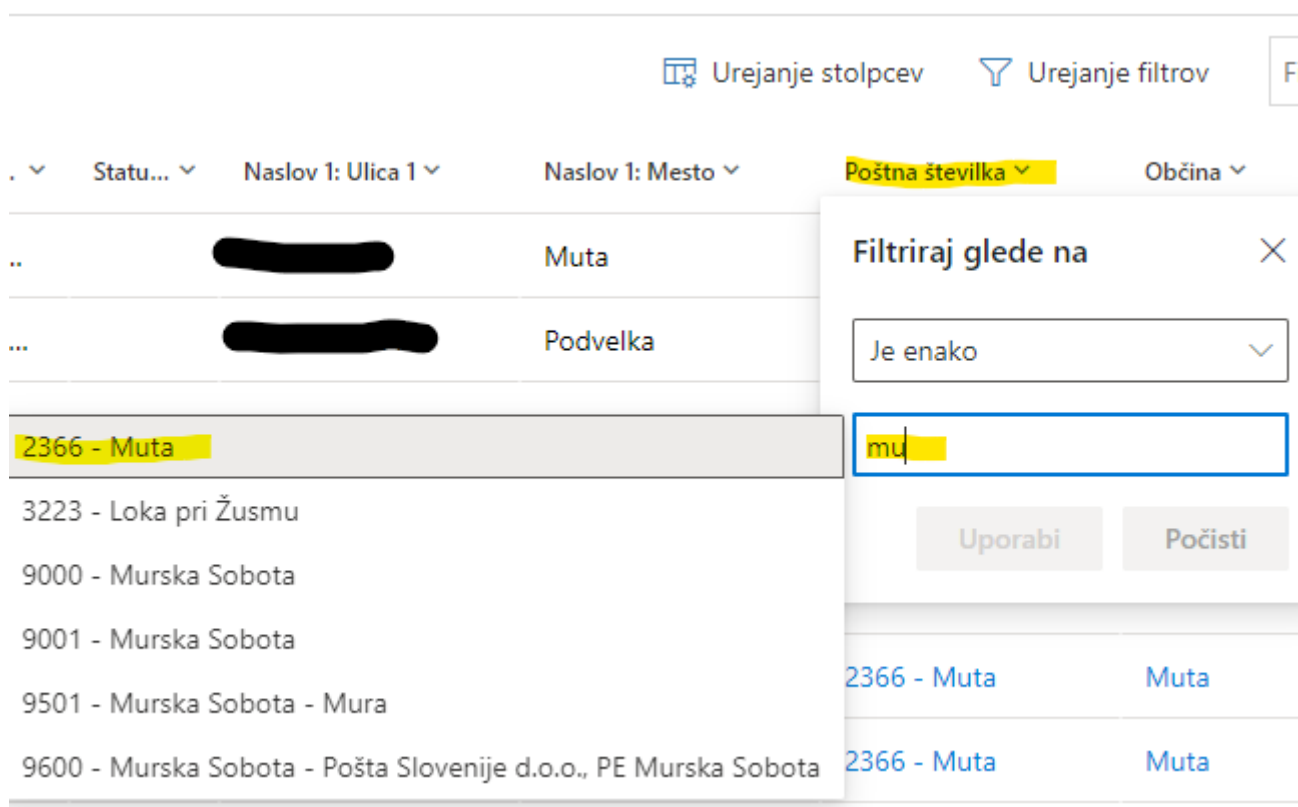 Urejanje stolpcev Urejanje filtrov F
. Statu... Naslov 1: Ulica 1 Naslov 1: Mesto Poštna številka Občina
.. Muta
... Podvelka
Filtriraj glede na
Je enako
mu
Uporabi Počisti
2366 - Muta
3223 - Loka pri Žusmu
9000 - Murska Sobota
9001 - Murska Sobota
9501 - Murska Sobota - Mura
9600 - Murska Sobota - Pošta Slovenije d.o.o., PE Murska Sobota
2366 - Muta Muta
2366 - Muta Muta